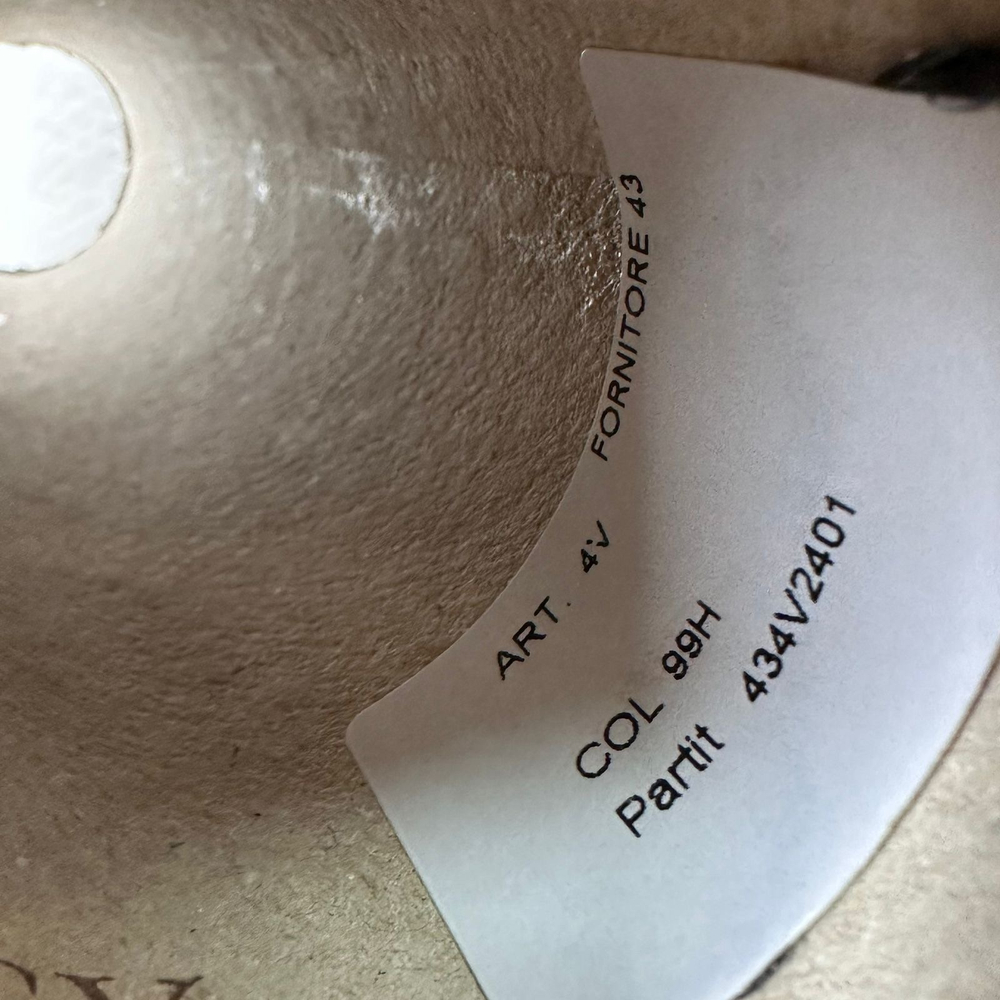 ART. 4V FORNITORE 43
COL 99H
Partit 434V2401